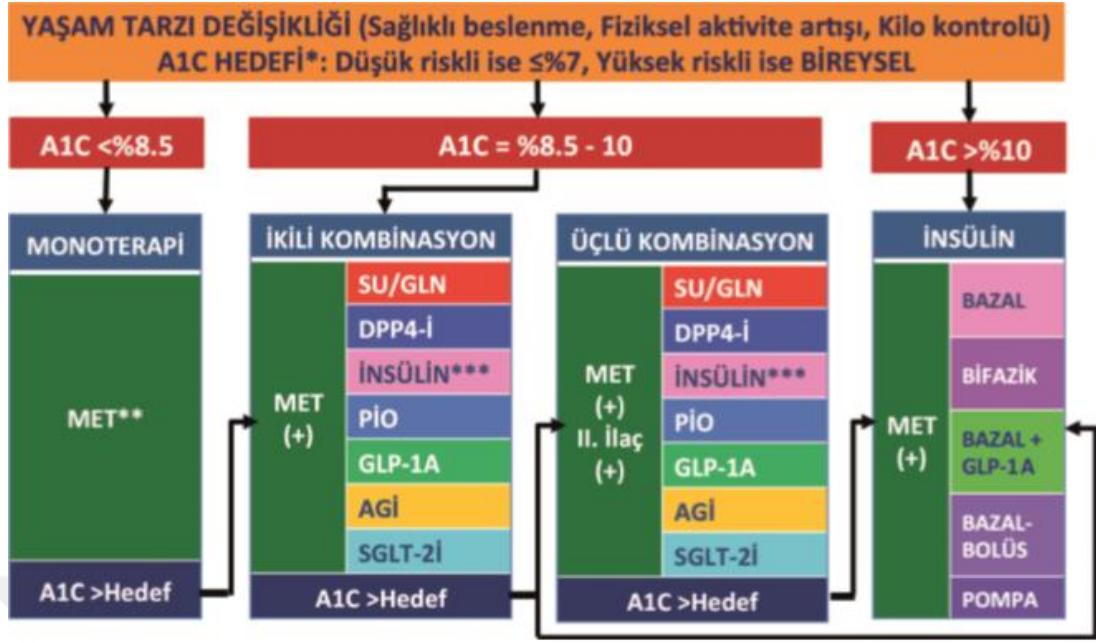 YAŞAM TARZI DEĞİŞİKLİĞİ (Sağlıklı beslenme, Fiziksel aktivite artışı, Kilo kontrolü)
A1C HEDEFİ*: Düşük riskli ise ≤%7, Yüksek riskli ise BİREYSEL
A1C <%8.5
A1C = %8.5 - 10
A1C >%10
MONOTERAPİ
MET**
A1C >Hedef
İKİLİ KOMBİNASYON
MET
(+)
SU/GLN
DPP4-İ
İNSÜLİN***
PİO
GLP-1A
AGİ
SGLT-2İ
A1C >Hedef
ÜÇLÜ KOMBİNASYON
MET
(+)
II. İlaç
(+)
SU/GLN
DPP4-İ
İNSÜLİN***
PİO
GLP-1A
AGİ
SGLT-2İ
A1C >Hedef
İNSÜLİN
MET
(+)
BAZAL
BİFAZİK
BAZAL +
GLP-1A
BAZAL-
BOLÜS
POMPA